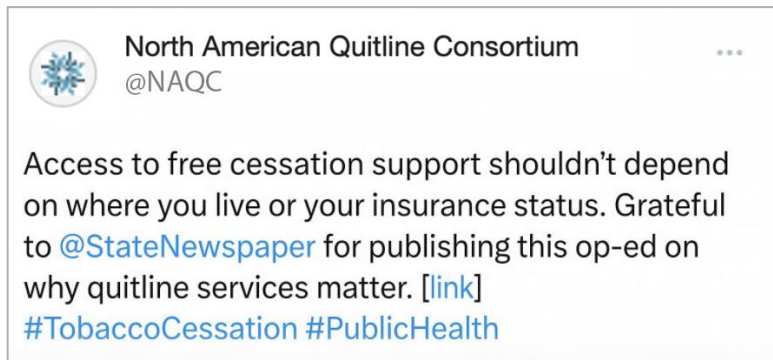 North American Quitline Consortium
@NAQC
Access to free cessation support shouldn’t depend
on where you live or your insurance status. Grateful
to @StateNewspaper for publishing this op-ed on
why quitline services matter. [link]
#TobaccoCessation #PublicHealth